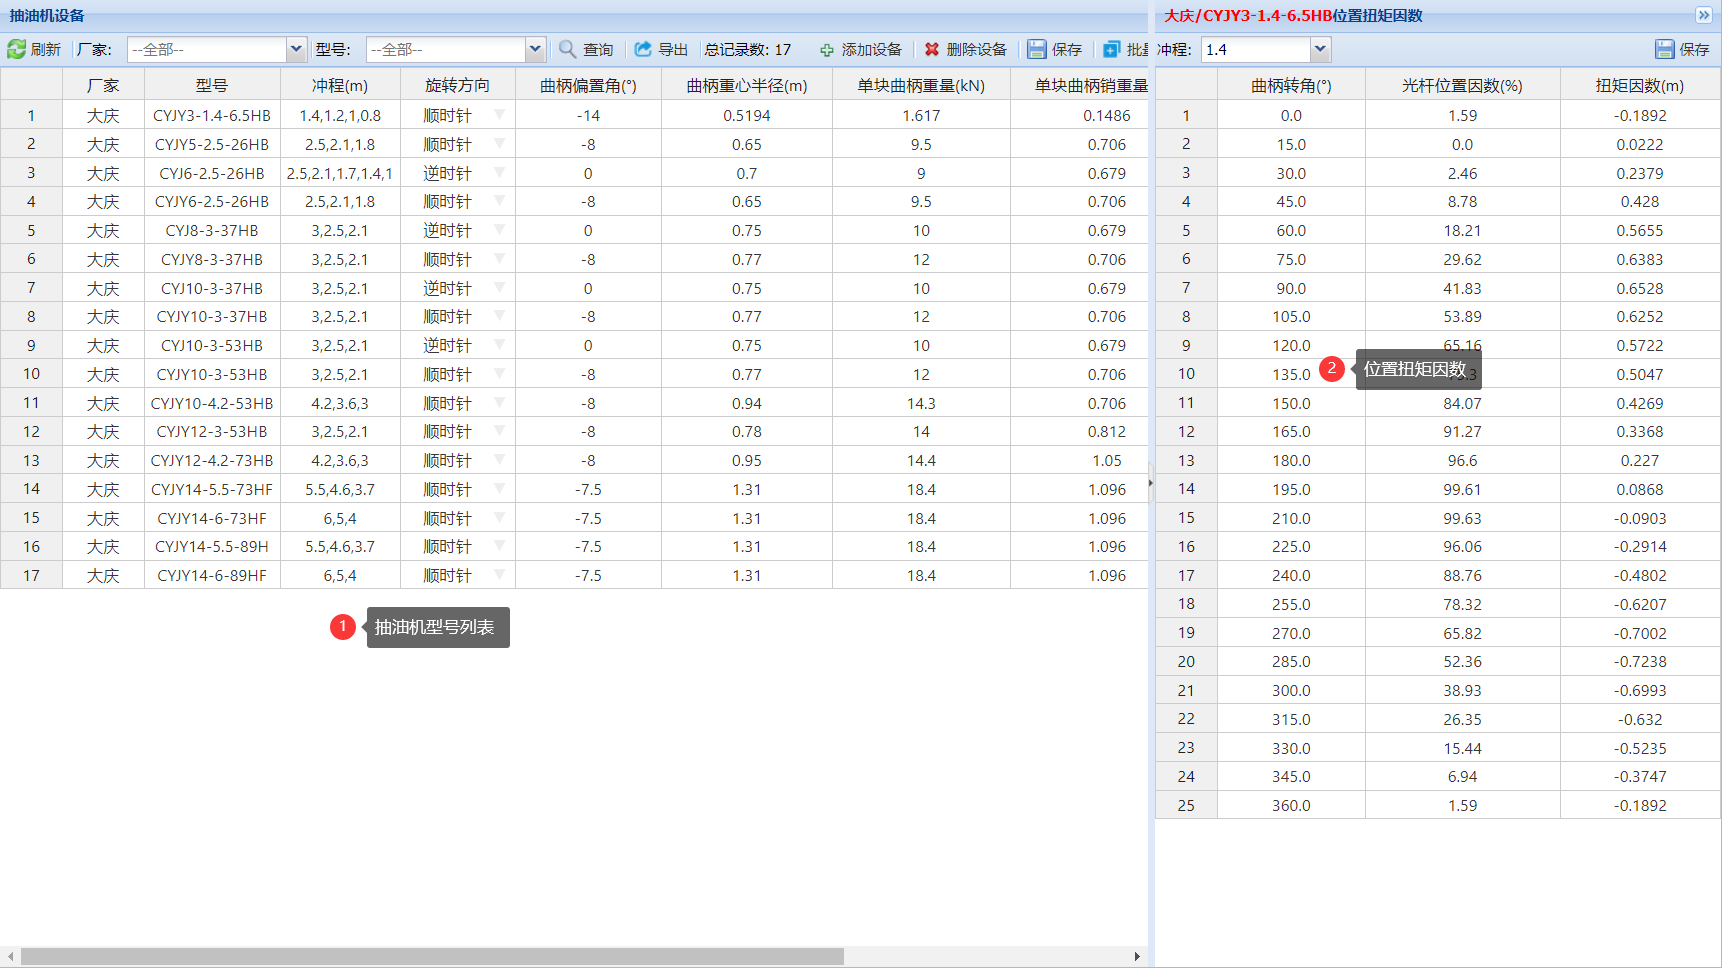 抽油机设备
刷新 厂家: --全部-- 型号: --全部-- 查询 导出 总记录数: 17 添加设备 删除设备 保存
厂家 型号 冲程(m) 旋转方向 曲柄偏置角(°) 曲柄重心半径(m) 单块曲柄重量(kN) 单块曲柄销重量
1 大庆 CYJY3-1.4-6.5HB 1.4,1.2,1,0.8 顺时针 -14 0.5194 1.617 0.1486
2 大庆 CYJY5-2.5-26HB 2.5,2.1,1.8 顺时针 -8 0.65 9.5 0.706
3 大庆 CYJ6-2.5-26HB 2.5,2.1,1.7,1.4,1 逆时针 0 0.7 9 0.679
4 大庆 CYJY6-2.5-26HB 2.5,2.1,1.8 顺时针 -8 0.65 9.5 0.706
5 大庆 CYJ8-3-37HB 3,2.5,2.1 逆时针 0 0.75 10 0.679
6 大庆 CYJY8-3-37HB 3,2.5,2.1 顺时针 -8 0.77 12 0.706
7 大庆 CYJ10-3-37HB 3,2.5,2.1 逆时针 0 0.75 10 0.679
8 大庆 CYJY10-3-37HB 3,2.5,2.1 顺时针 -8 0.77 12 0.706
9 大庆 CYJ10-3-53HB 3,2.5,2.1 逆时针 0 0.75 10 0.679
10 大庆 CYJY10-3-53HB 3,2.5,2.1 顺时针 -8 0.77 12 0.706
11 大庆 CYJY10-4.2-53HB 4.2,3.6,3 顺时针 -8 0.94 14.3 0.706
12 大庆 CYJY12-3-53HB 3,2.5,2.1 顺时针 -8 0.78 14 0.812
13 大庆 CYJY12-4.2-73HB 4.2,3.6,3 顺时针 -8 0.95 14.4 1.05
14 大庆 CYJY14-5.5-73HF 5.5,4.6,3.7 顺时针 -7.5 1.31 18.4 1.096
15 大庆 CYJY14-6-73HF 6,5,4 顺时针 -7.5 1.31 18.4 1.096
16 大庆 CYJY14-5.5-89H 5.5,4.6,3.7 顺时针 -7.5 1.31 18.4 1.096
17 大庆 CYJY14-6-89HF 6,5,4 顺时针 -7.5 1.31 18.4 1.096
1 抽油机型号列表
大庆/CYJY3-1.4-6.5HB位置扭矩因数
冲程: 1.4 保存
曲柄转角(°) 光杆位置因数(%) 扭矩因数(m)
1 0.0 1.59 -0.1892
2 15.0 0.0 0.0222
3 30.0 2.46 0.2379
4 45.0 8.78 0.428
5 60.0 18.21 0.5655
6 75.0 29.62 0.6383
7 90.0 41.83 0.6528
8 105.0 53.89 0.6252
9 120.0 65.16 0.5722
10 135.0 0.5047
2 位置扭矩因数
11 150.0 84.07 0.4269
12 165.0 91.27 0.3368
13 180.0 96.6 0.227
14 195.0 99.61 0.0868
15 210.0 99.63 -0.0903
16 225.0 96.06 -0.2914
17 240.0 88.76 -0.4802
18 255.0 78.32 -0.6207
19 270.0 65.82 -0.7002
20 285.0 52.36 -0.7238
21 300.0 38.93 -0.6993
22 315.0 26.35 -0.632
23 330.0 15.44 -0.5235
24 345.0 6.94 -0.3747
25 360.0 1.59 -0.1892